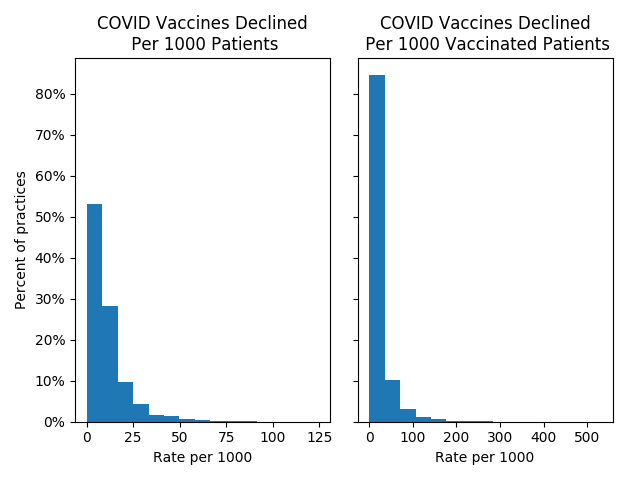 COVID Vaccines Declined
Per 1000 Patients
Percent of practices
80%
70%
60%
50%
40%
30%
20%
10%
0%
0 25 50 75 100 125
Rate per 1000
COVID Vaccines Declined
Per 1000 Vaccinated Patients
0 100 200 300 400 500
Rate per 1000